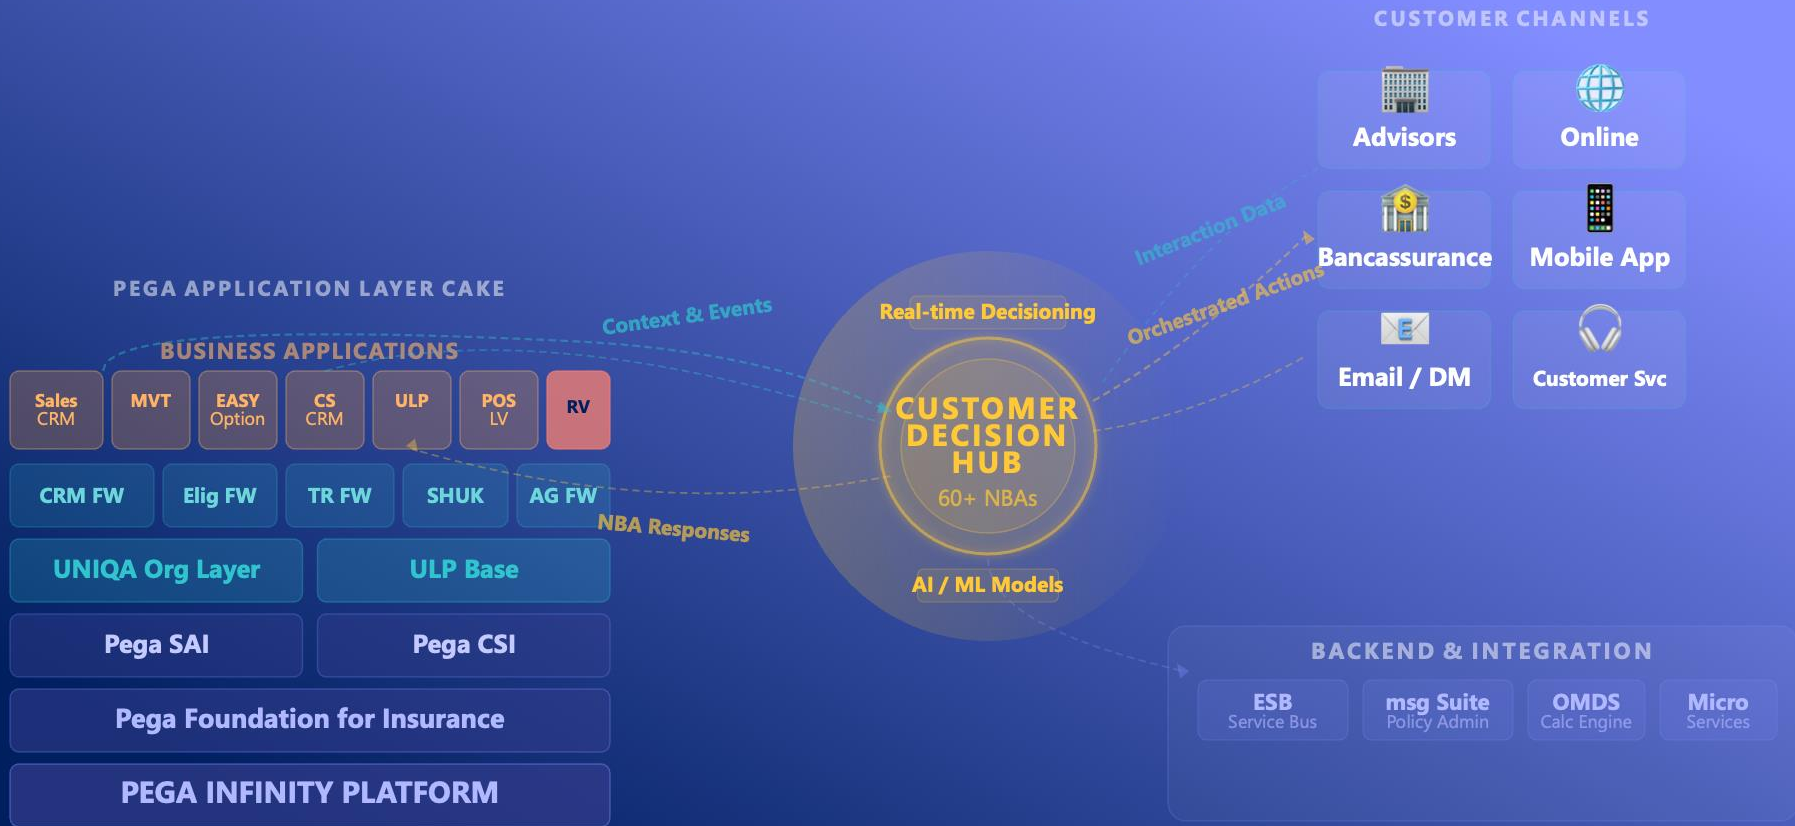 CUSTOMER CHANNELS
Advisors
Online
Bancassurance
Mobile App
Email / DM
Customer Svc
Interaction Data
Orchestrated Actions
PEGA APPLICATION LAYER CAKE
BUSINESS APPLICATIONS
Sales
CRM
MVT
EASY
Option
CS
CRM
ULP
POS
LV
RV
CRM FW
Elig FW
TR FW
SHUK
AG FW
UNIQA Org Layer
ULP Base
Pega SAI
Pega CSI
Pega Foundation for Insurance
PEGA INFINITY PLATFORM
Context & Events
NBA Responses
Real-time Decisioning
CUSTOMER
DECISION
HUB
60+ NBAs
AI / ML Models
BACKEND & INTEGRATION
ESB
Service Bus
msg Suite
Policy Admin
OMDS
Calc Engine
Micro
Services